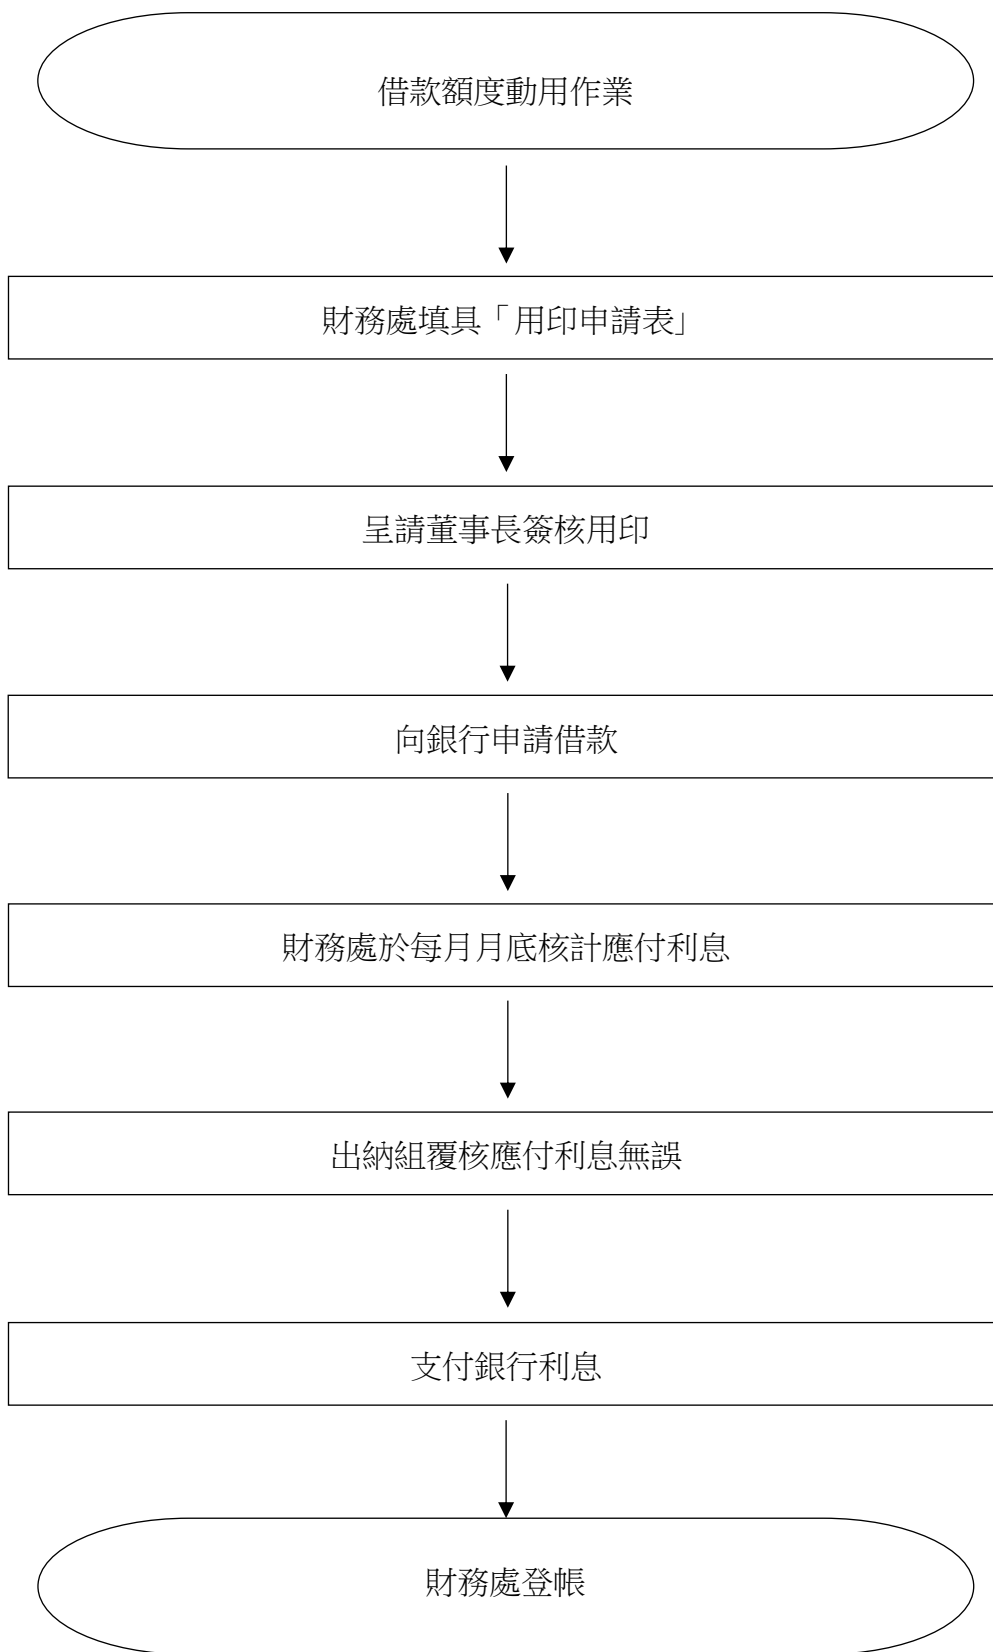 借款額度動用作業
財務處填具「用印申請表」
呈請董事長簽核用印
向銀行申請借款
財務處於每月月底核計應付利息
出納組覆核應付利息無誤
支付銀行利息
財務處登帳